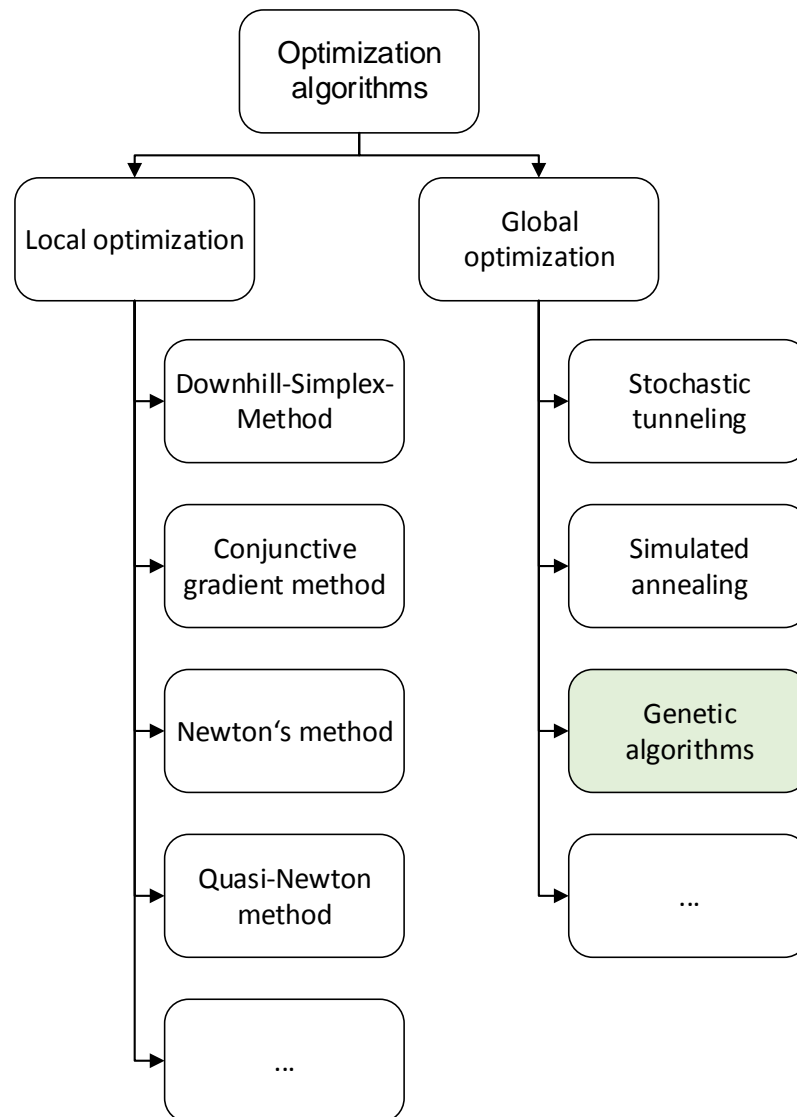 Optimization
algorithms
Local optimization
Global
optimization
Downhill-Simplex-
Method
Stochastic
tunneling
Conjunctive
gradient method
Simulated
annealing
Newton‘s method
Genetic
algorithms
Quasi-Newton
method
...
...